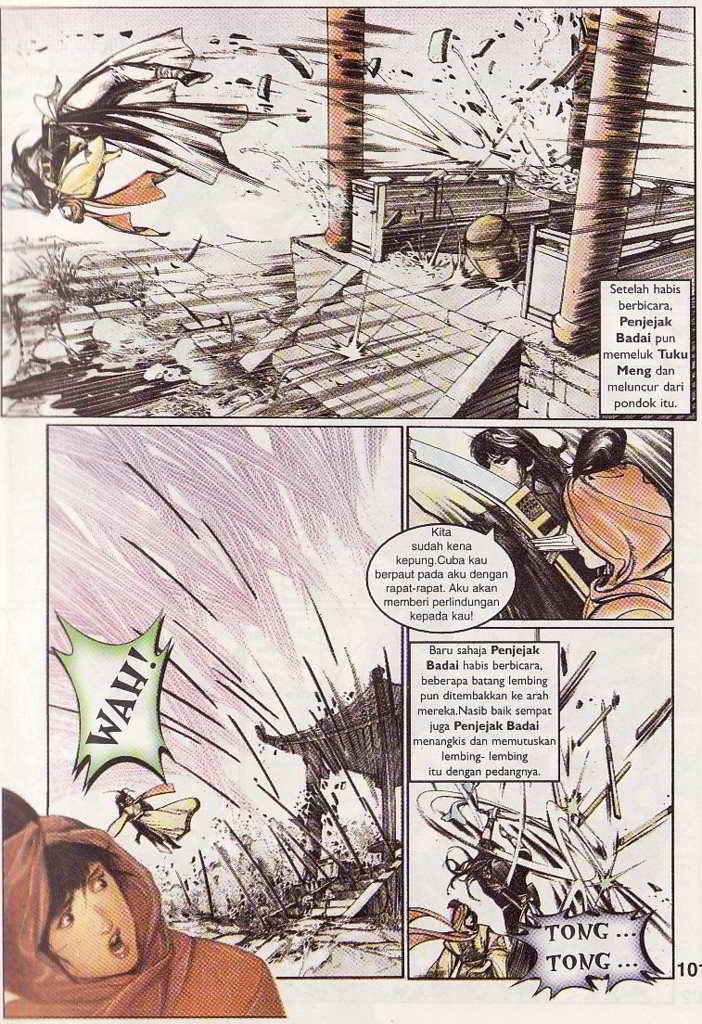 Setelah habis
berbicara,
Penjejak
Badai pun
memeluk Tuku
Meng dan
meluncur dari
pondok itu.
Kita
sudah kena
kepung.Cuba kau
berpaut pada aku dengan
rapat-rapat. Aku akan
memberi perlindungan
kepada kau!
WAH!
Baru sahaja Penjejak
Badai habis berbicara,
beberapa batang lembing
pun ditembakkan ke arah
mereka.Nasib baik sempat
juga Penjejak Badai
menangkis dan memutuskan
lembing- lembing
itu dengan pedangnya.
TONG ...
TONG ...